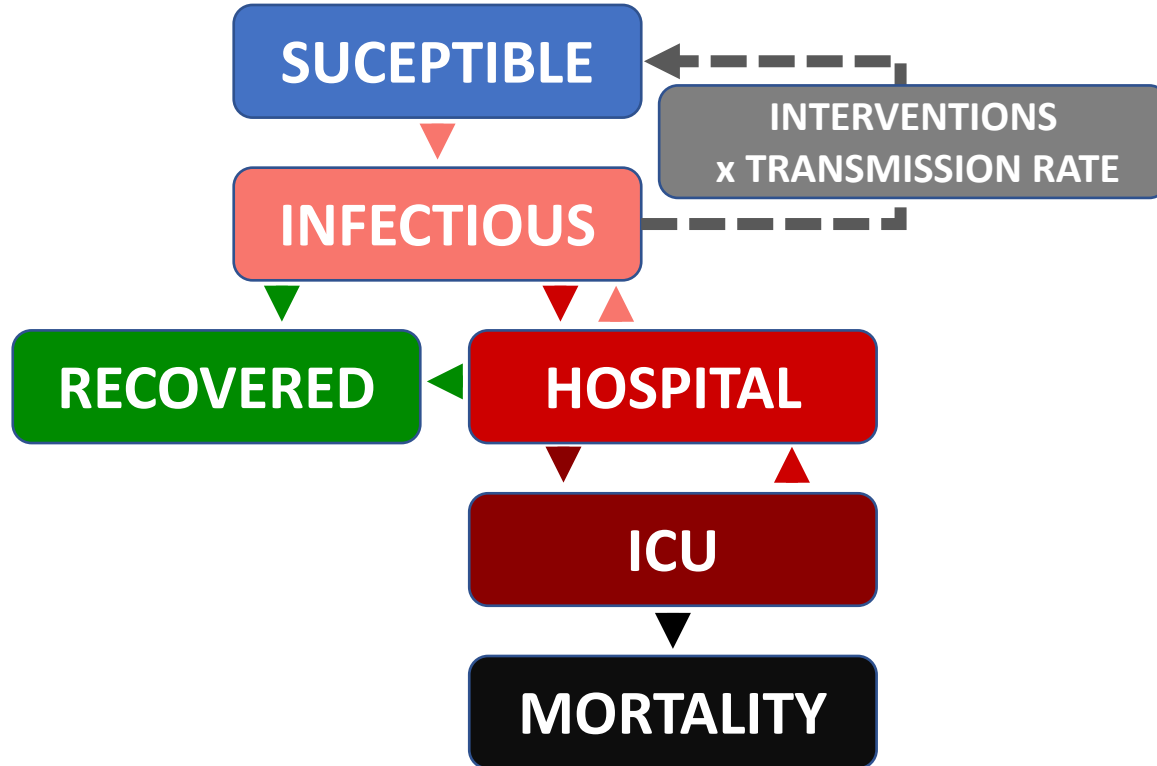 SUCEPTIBLE
INTERVENTIONS
x TRANSMISSION RATE
INFECTIOUS
RECOVERED
HOSPITAL
ICU
MORTALITY